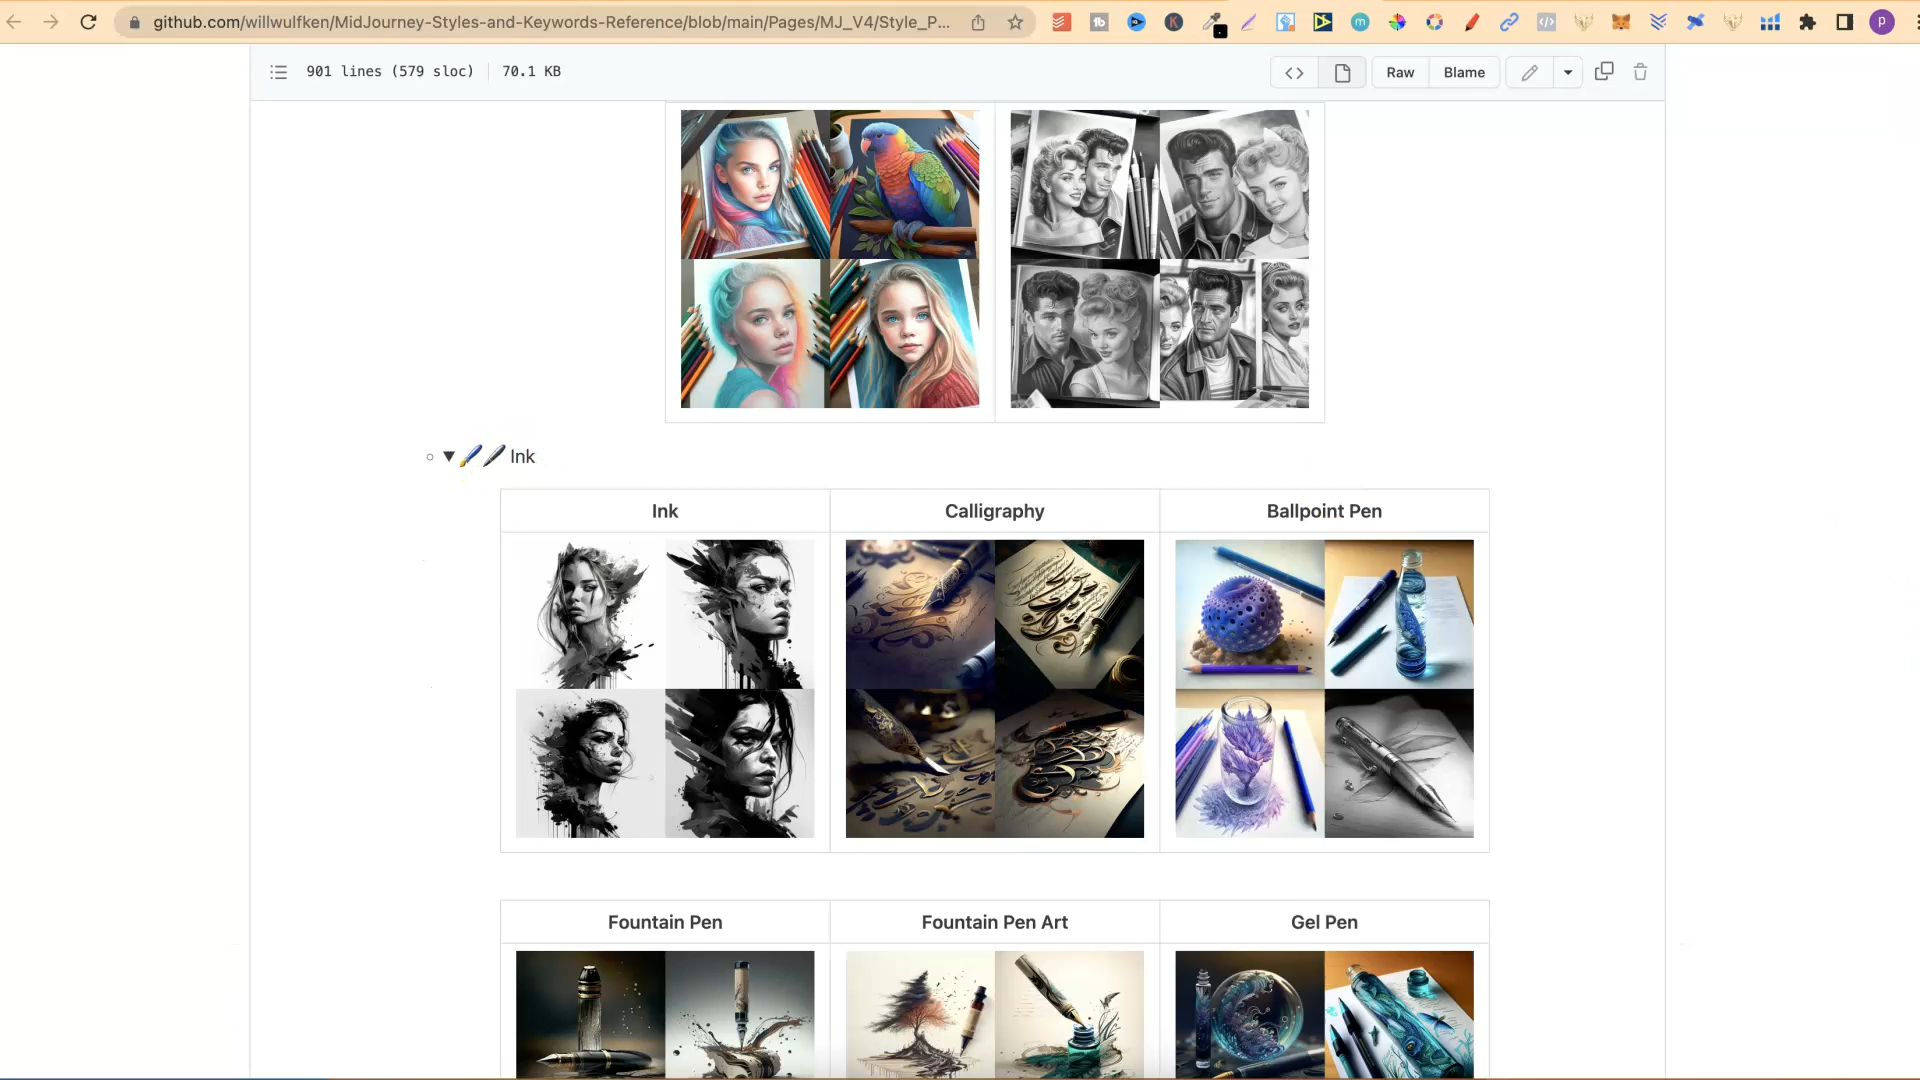 github.com/willwulfken/MidJourney-Styles-and-Keywords-Reference/blob/main/Pages/MJ_V4/Style_P...
901 lines (579 sloc) 70.1 KB
Raw Blame
Ink
Ink Calligraphy Ballpoint Pen
Fountain Pen Fountain Pen Art Gel Pen